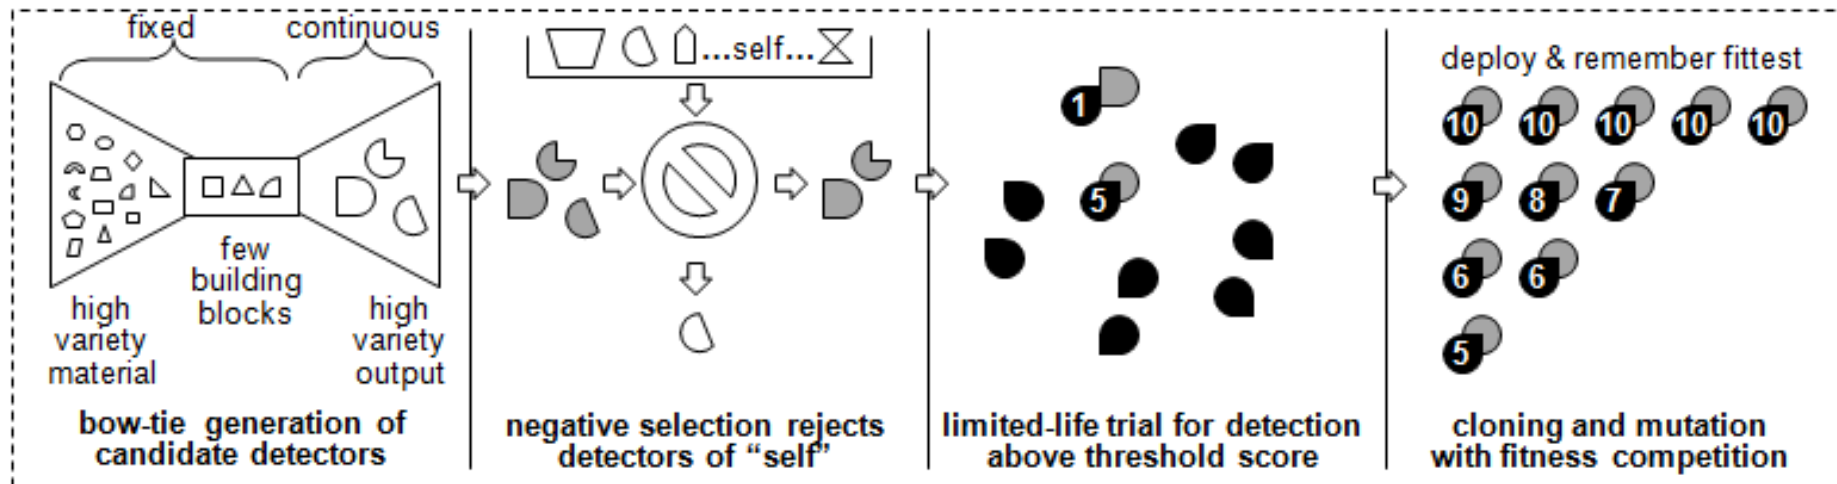 fixed
continuous
few
building
blocks
high
variety
material
high
variety
output
bow-tie generation of
candidate detectors
...self...
negative selection rejects
detectors of “self”
1
5
limited-life trial for detection
above threshold score
deploy & remember fittest
10 10 10 10 10
9 8 7
6 6
5
cloning and mutation
with fitness competition